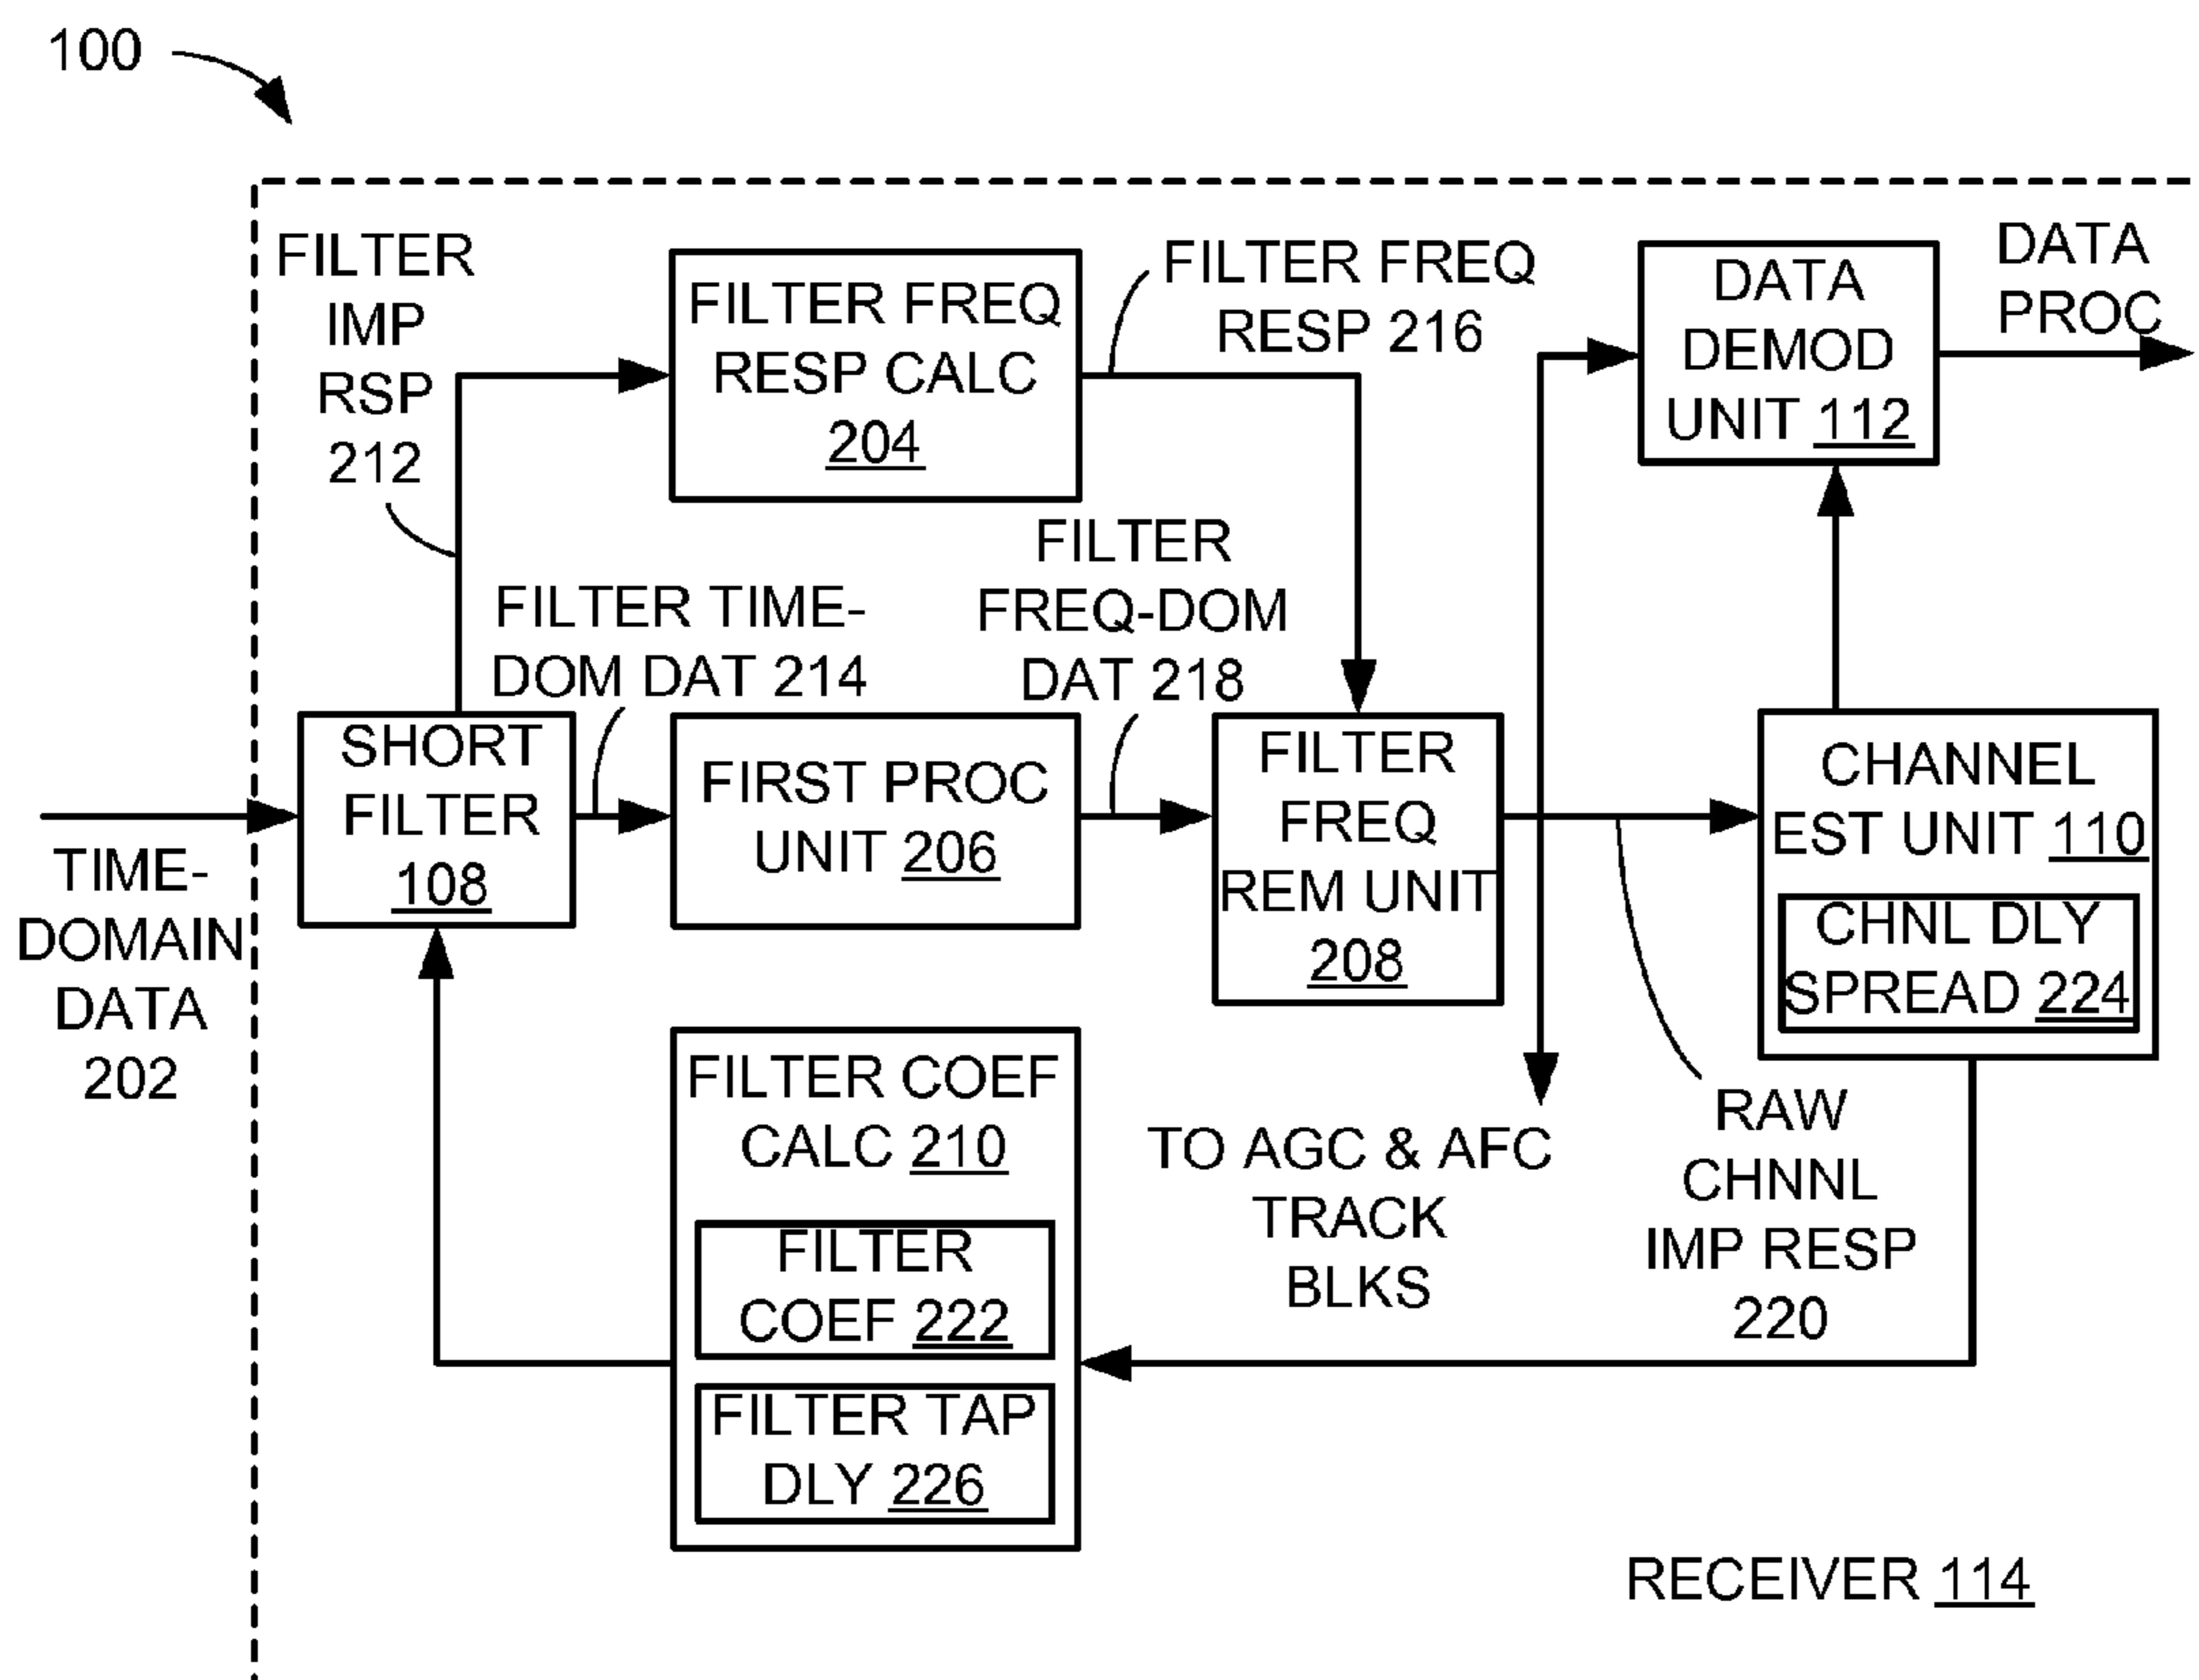 100
FILTER
IMP
RSP
212
FILTER FREQ
RESP CALC
204
FILTER FREQ
RESP 216
DATA
DEMOD
UNIT 112
DATA
PROC
FILTER TIME-
DOM DAT 214
FILTER
FREQ-DOM
DAT 218
TIME-
DOMAIN
DATA
202
SHORT
FILTER
108
FIRST PROC
UNIT 206
FILTER
FREQ
REM UNIT
208
CHANNEL
EST UNIT 110
CHNL DLY
SPREAD 224
FILTER COEF
CALC 210
FILTER
COEF 222
FILTER TAP
DLY 226
TO AGC & AFC
TRACK
BLKS
RAW
CHNNL
IMP RESP
220
RECEIVER 114